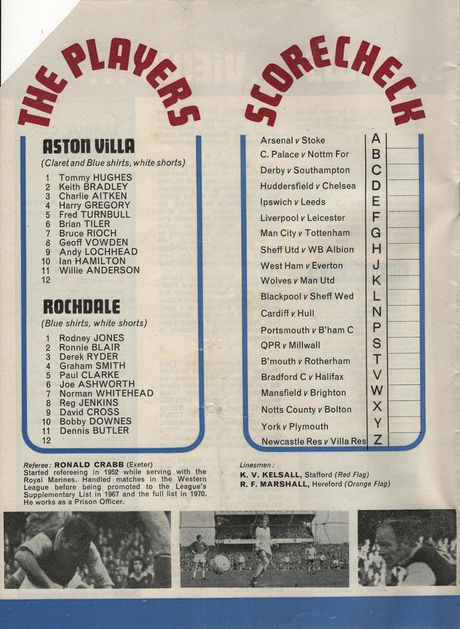 THE PLAYERS
ASTON VILLA
(Claret and Blue shirts, white shorts)
1 Tommy HUGHES
2 Keith BRADLEY
3 Charlie AITKEN
4 Harry GREGORY
5 Fred TURNBULL
6 Brian TILER
7 Bruce RIOCH
8 Geoff VOWDEN
9 Andy LOCHHEAD
10 Ian HAMILTON
11 Willie ANDERSON
12
ROCHDALE
(Blue shirts, white shorts)
1 Rodney JONES
2 Ronnie BLAIR
3 Derek RYDER
4 Graham SMITH
5 Paul CLARKE
6 Joe ASHWORTH
7 Norman WHITEHEAD
8 Reg JENKINS
9 David CROSS
10 Bobby DOWNES
11 Dennis BUTLER
12
Referee: RONALD CRABB (Exeter)
Started refereeing in 1952 while serving with the
Royal Marines. Handled matches in the Western
League before being promoted to the League's
Supplementary List in 1967 and the full list in 1970.
He works as a Prison Officer.
SCORECHECK
Arsenal v Stoke A
C. Palace v Nottm For B
Derby v Southampton C
Huddersfield v Chelsea D
Ipswich v Leeds E
Liverpool v Leicester F
Man City v Tottenham G
Sheff Utd v WB Albion H
West Ham v Everton J
Wolves v Man Utd K
Blackpool v Sheff Wed L
Cardiff v Hull N
Portsmouth v B'ham C P
QPR v Millwall S
B'mouth v Rotherham T
Bradford C v Halifax V
Mansfield v Brighton W
Notts County v Bolton X
York v Plymouth Y
Newcastle Res v Villa Res Z
Linesmen:
K. V. KELSALL, Stafford (Red Flag)
R. F. MARSHALL, Hereford (Orange Flag)